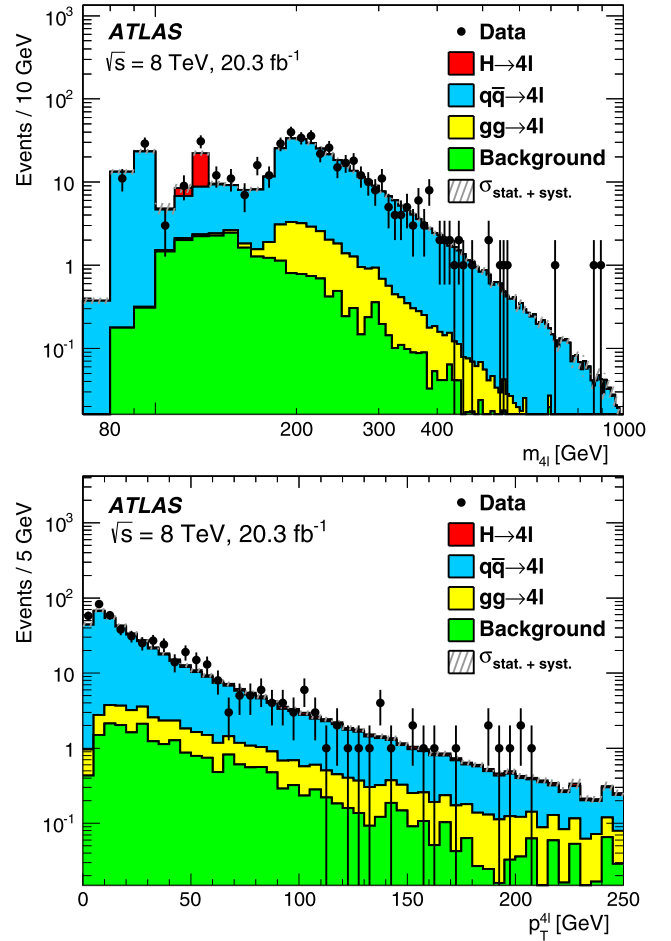 ATLAS
√s = 8 TeV, 20.3 fb⁻¹
Data
H→4l
qq̅→4l
gg→4l
Background
σstat. + syst.
Events / 10 GeV
10³
10²
10
1
10⁻¹
80 200 300 400 1000
m4l [GeV]
ATLAS
√s = 8 TeV, 20.3 fb⁻¹
Data
H→4l
qq̅→4l
gg→4l
Background
σstat. + syst.
Events / 5 GeV
10³
10²
10
1
10⁻¹
0 50 100 150 200 250
pT4l [GeV]